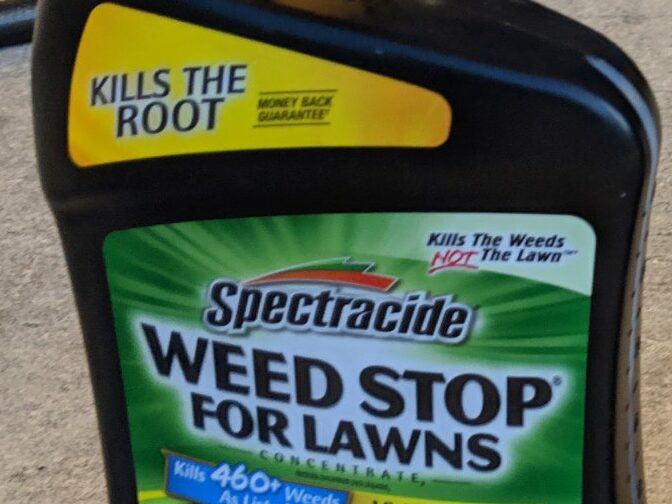 KILLS THE
ROOT
MONEY BACK
GUARANTEE
Kills The Weeds
NOT The Lawn™
Spectracide
WEED STOP®
FOR LAWNS
CONCENTRATE,
Kills 460+ Weeds